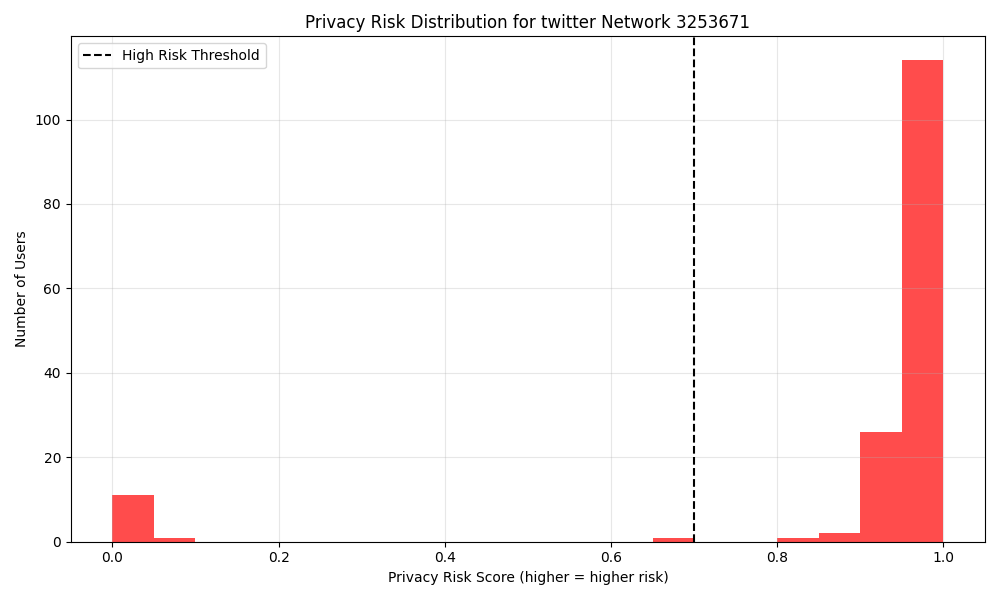 Privacy Risk Distribution for twitter Network 3253671
High Risk Threshold
Number of Users
100
80
60
40
20
0
0.0 0.2 0.4 0.6 0.8 1.0
Privacy Risk Score (higher = higher risk)